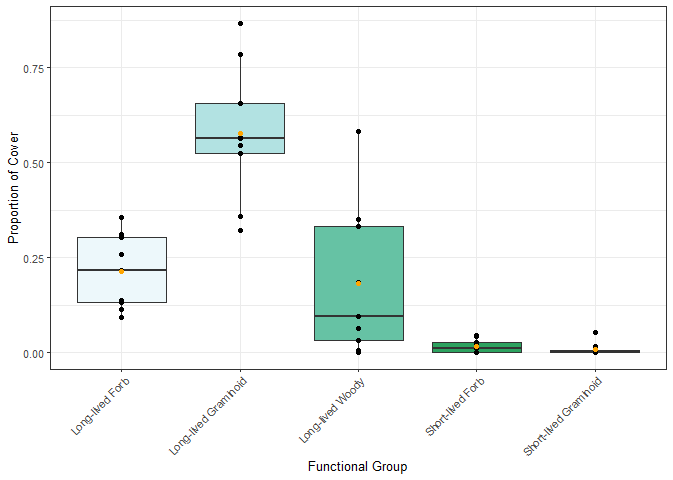 Proportion of Cover
0.75
0.50
0.25
0.00
Long-lived Forb
Long-lived Graminoid
Long-lived Woody
Short-lived Forb
Short-lived Graminoid
Functional Group